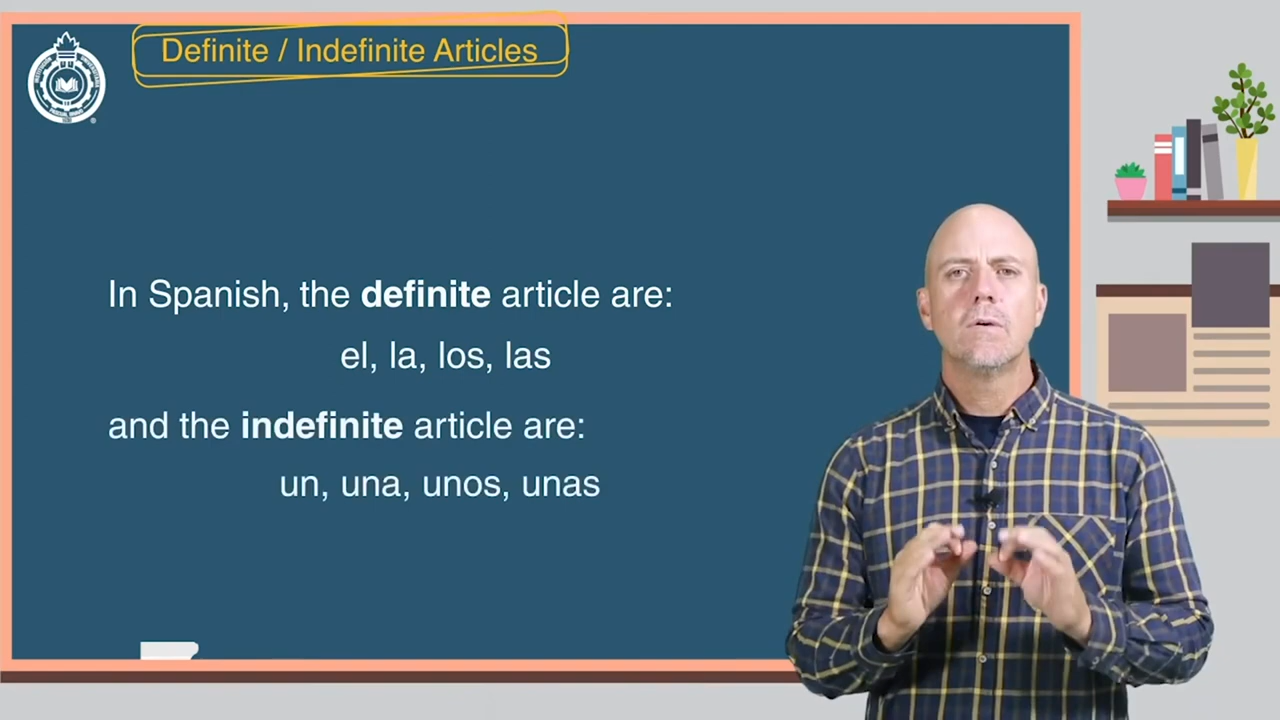 Definite / Indefinite Articles
In Spanish, the definite article are:
el, la, los, las
and the indefinite article are:
un, una, unos, unas